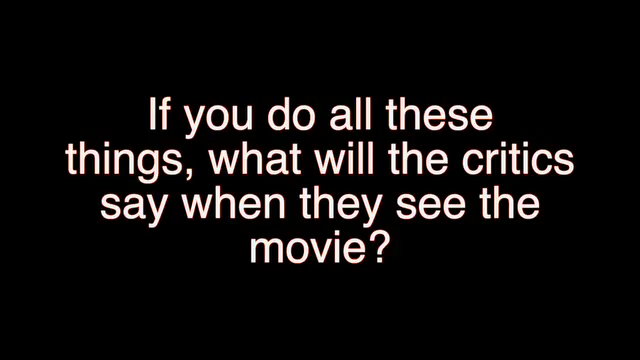 If you do all these
things, what will the critics
say when they see the
movie?